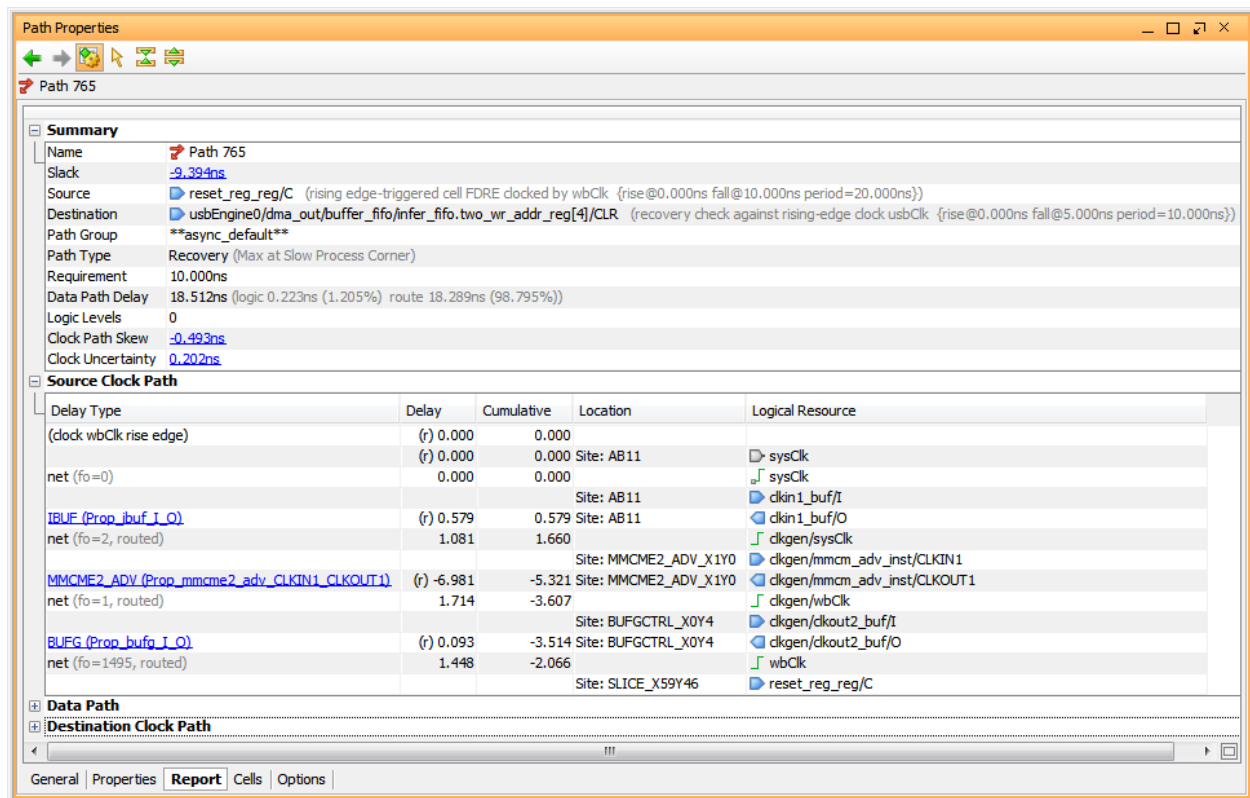 Path Properties
Path 765
Summary
Name Path 765
Slack -9.394ns
Source reset_reg_reg/C (rising edge-triggered cell FDRE clocked by wbClk {rise@0.000ns fall@10.000ns period=20.000ns})
Destination usbEngine0/dma_out/buffer_fifo/infer_fifo.two_wr_addr_reg[4]/CLR (recovery check against rising-edge clock usbClk {rise@0.000ns fall@5.000ns period=10.000ns})
Path Group **async_default**
Path Type Recovery (Max at Slow Process Corner)
Requirement 10.000ns
Data Path Delay 18.512ns (logic 0.223ns (1.205%) route 18.289ns (98.795%))
Logic Levels 0
Clock Path Skew -0.493ns
Clock Uncertainty 0.202ns
Source Clock Path
Delay Type Delay Cumulative Location Logical Resource
(clock wbClk rise edge) (r) 0.000 0.000
(r) 0.000 0.000 Site: AB11 sysClk
net (fo=0) 0.000 0.000 sysClk
Site: AB11 clkin1_buf/I
IBUF (Prop_ibuf_I_O) (r) 0.579 0.579 Site: AB11 clkin1_buf/O
net (fo=2, routed) 1.081 1.660 clkgen/sysClk
Site: MMCME2_ADV_X1Y0 clkgen/mmcm_adv_inst/CLKIN1
MMCME2_ADV (Prop_mmcme2_adv_CLKIN1_CLKOUT1) (r) -6.981 -5.321 Site: MMCME2_ADV_X1Y0 clkgen/mmcm_adv_inst/CLKOUT1
net (fo=1, routed) 1.714 -3.607 clkgen/wbClk
Site: BUFGCTRL_X0Y4 clkgen/clkout2_buf/I
BUFG (Prop_bufg_I_O) (r) 0.093 -3.514 Site: BUFGCTRL_X0Y4 clkgen/clkout2_buf/O
net (fo=1495, routed) 1.448 -2.066 wbClk
Site: SLICE_X59Y46 reset_reg_reg/C
Data Path
Destination Clock Path
General Properties Report Cells Options